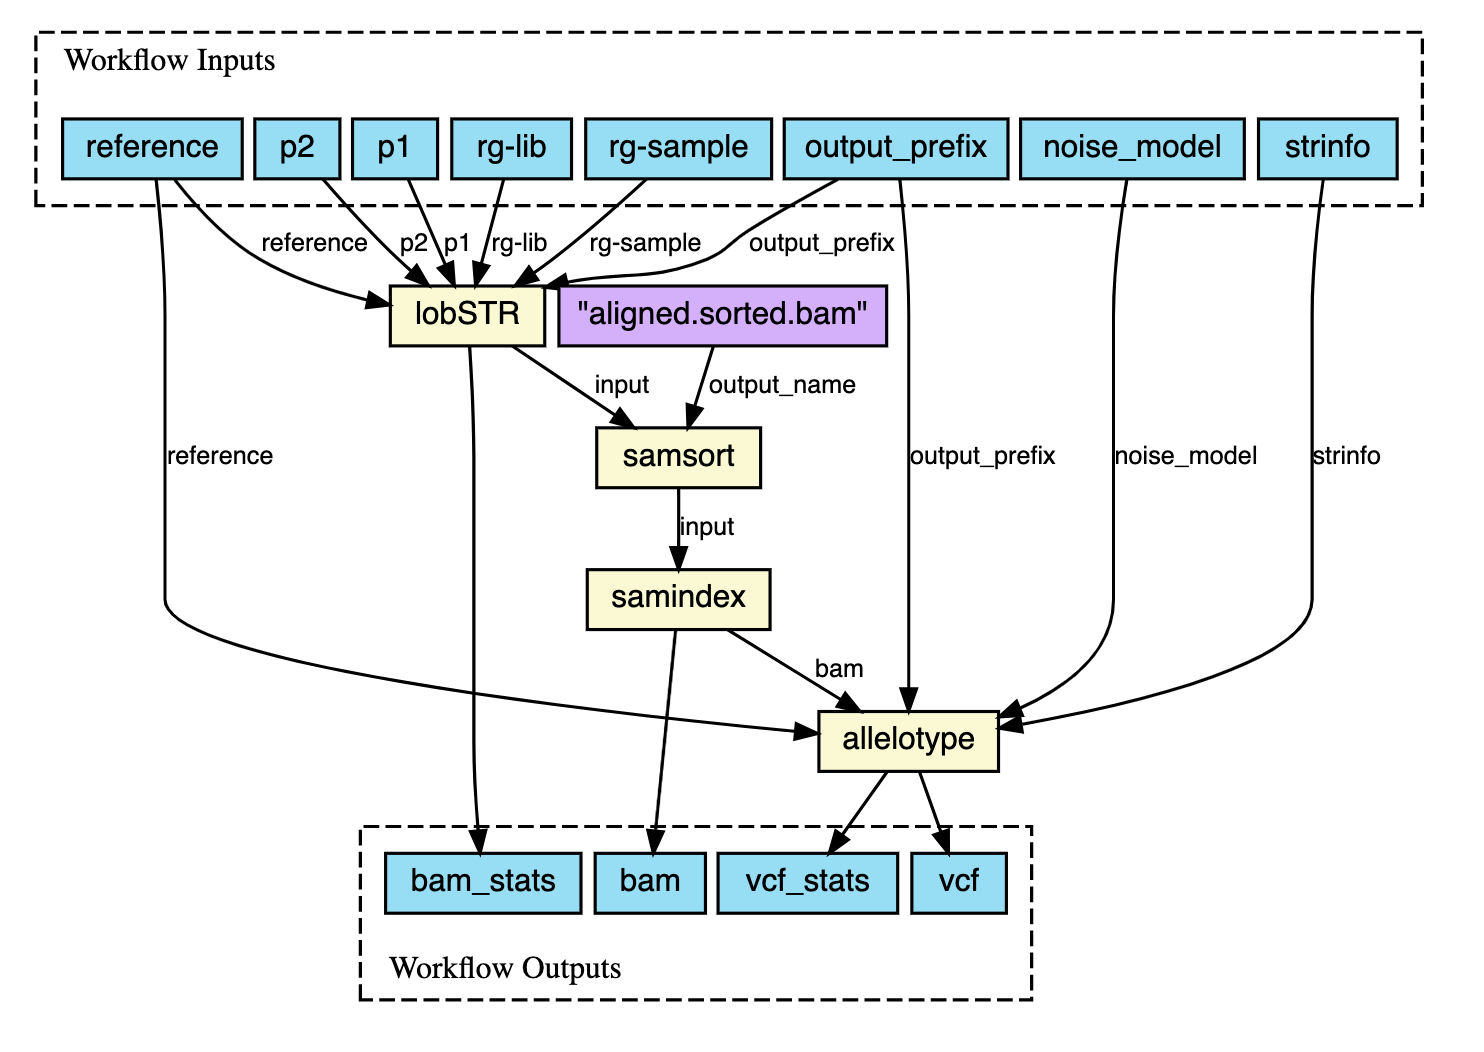 Workflow Inputs
reference
p2
p1
rg-lib
rg-sample
output_prefix
noise_model
strinfo
reference
p2
p1
rg-lib
rg-sample
output_prefix
lobSTR
"aligned.sorted.bam"
input
output_name
reference
samsort
output_prefix
noise_model
strinfo
input
samindex
bam
allelotype
bam_stats
bam
vcf_stats
vcf
Workflow Outputs